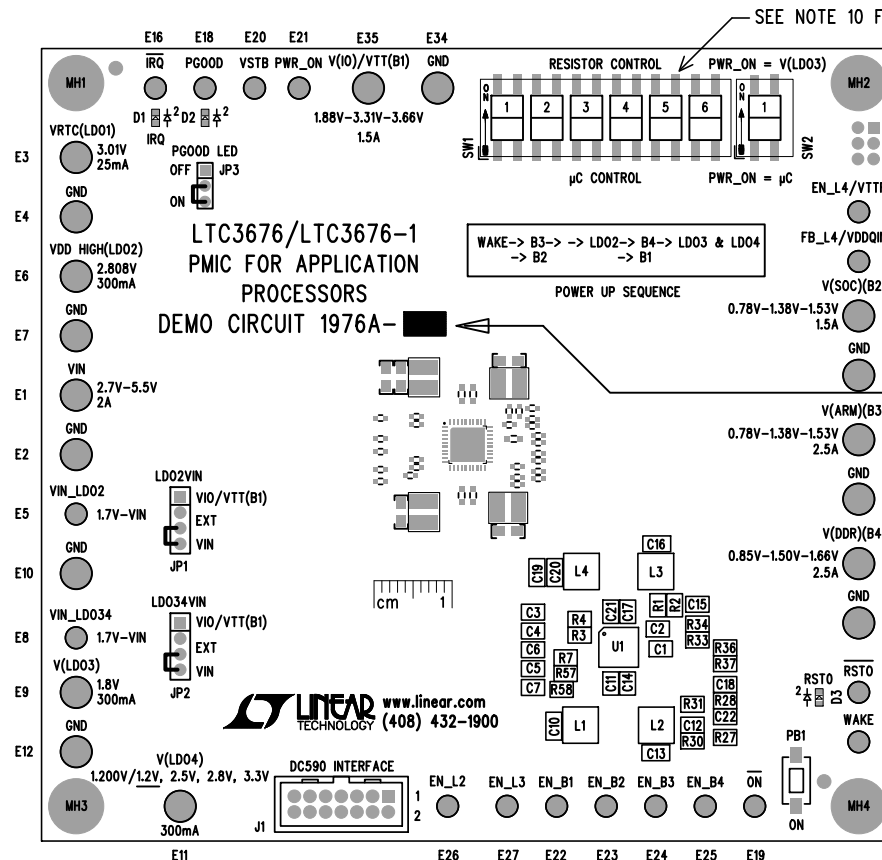 SEE NOTE 10 F
E16 E18 E20 E21 E35 E34
IRQ PGOOD VSTB PWR_ON V(IO)/VTT(B1) GND
MH1
D1 2 D2 2
IRQ
1.88V-3.31V-3.66V
1.5A
RESISTOR CONTROL PWR_ON = V(LDO3)
MH2
ON 1 2 3 4 5 6 ON 1
SW1 SW2
µC CONTROL PWR_ON = µC
VRTC(LDO1)
E3 3.01V
25mA
PGOOD LED
OFF JP3
ON
GND
E4
EN_L4/VTTI
LTC3676/LTC3676-1
PMIC FOR APPLICATION
PROCESSORS
DEMO CIRCUIT 1976A-
WAKE-> B3-> -> LDO2-> B4-> LDO3 & LDO4
-> B2 -> B1
POWER UP SEQUENCE
FB_L4/VDDQII
VDD HIGH(LDO2)
E6 2.808V
300mA
V(SOC)(B2
0.78V-1.38V-1.53V
1.5A
GND
E7
GND
VIN
E1 2.7V-5.5V
2A
V(ARM)(B3
0.78V-1.38V-1.53V
2.5A
GND
E2
GND
VIN_LDO2
E5 1.7V-VIN
LDO2VIN
VIO/VTT(B1)
EXT
VIN
JP1
V(DDR)(B4
0.85V-1.50V-1.66V
2.5A
GND
E10
GND
cm 1
C16
C19 C20 L4 L3
C3 C21 C17 R1 R2 C15
C4 R4 C2 R34
C6 R3 U1 C1 R33
C5 R7 R36
C7 R57 R37
R58 C11 C14 C18
C10 L1 L2 R31 R28
C12 C22
R30 R27
C13
VIN_LDO34
E8 1.7V-VIN
LDO34VIN
VIO/VTT(B1)
EXT
VIN
JP2
V(LDO3)
E9 1.8V
300mA
RSTO
2 D3
RSTO
GND
E12
LINEAR
TECHNOLOGY
www.linear.com
(408) 432-1900
WAKE
PB1
ON
V(LDO4)
1.200V/1.2V, 2.5V, 2.8V, 3.3V
300mA
MH3
DC590 INTERFACE
1
2
J1
EN_L2 EN_L3 EN_B1 EN_B2 EN_B3 EN_B4 ON
MH4
E11 E26 E27 E22 E23 E24 E25 E19